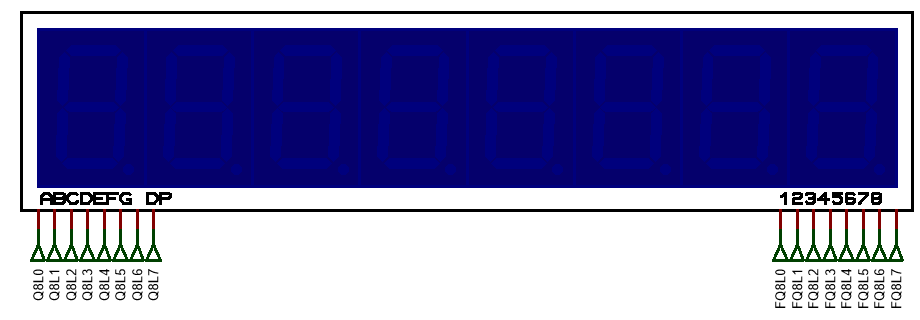 ABCDEFG DP
12345678
Q8L0
Q8L1
Q8L2
Q8L3
Q8L4
Q8L5
Q8L6
Q8L7
FQ8L0
FQ8L1
FQ8L2
FQ8L3
FQ8L4
FQ8L5
FQ8L6
FQ8L7